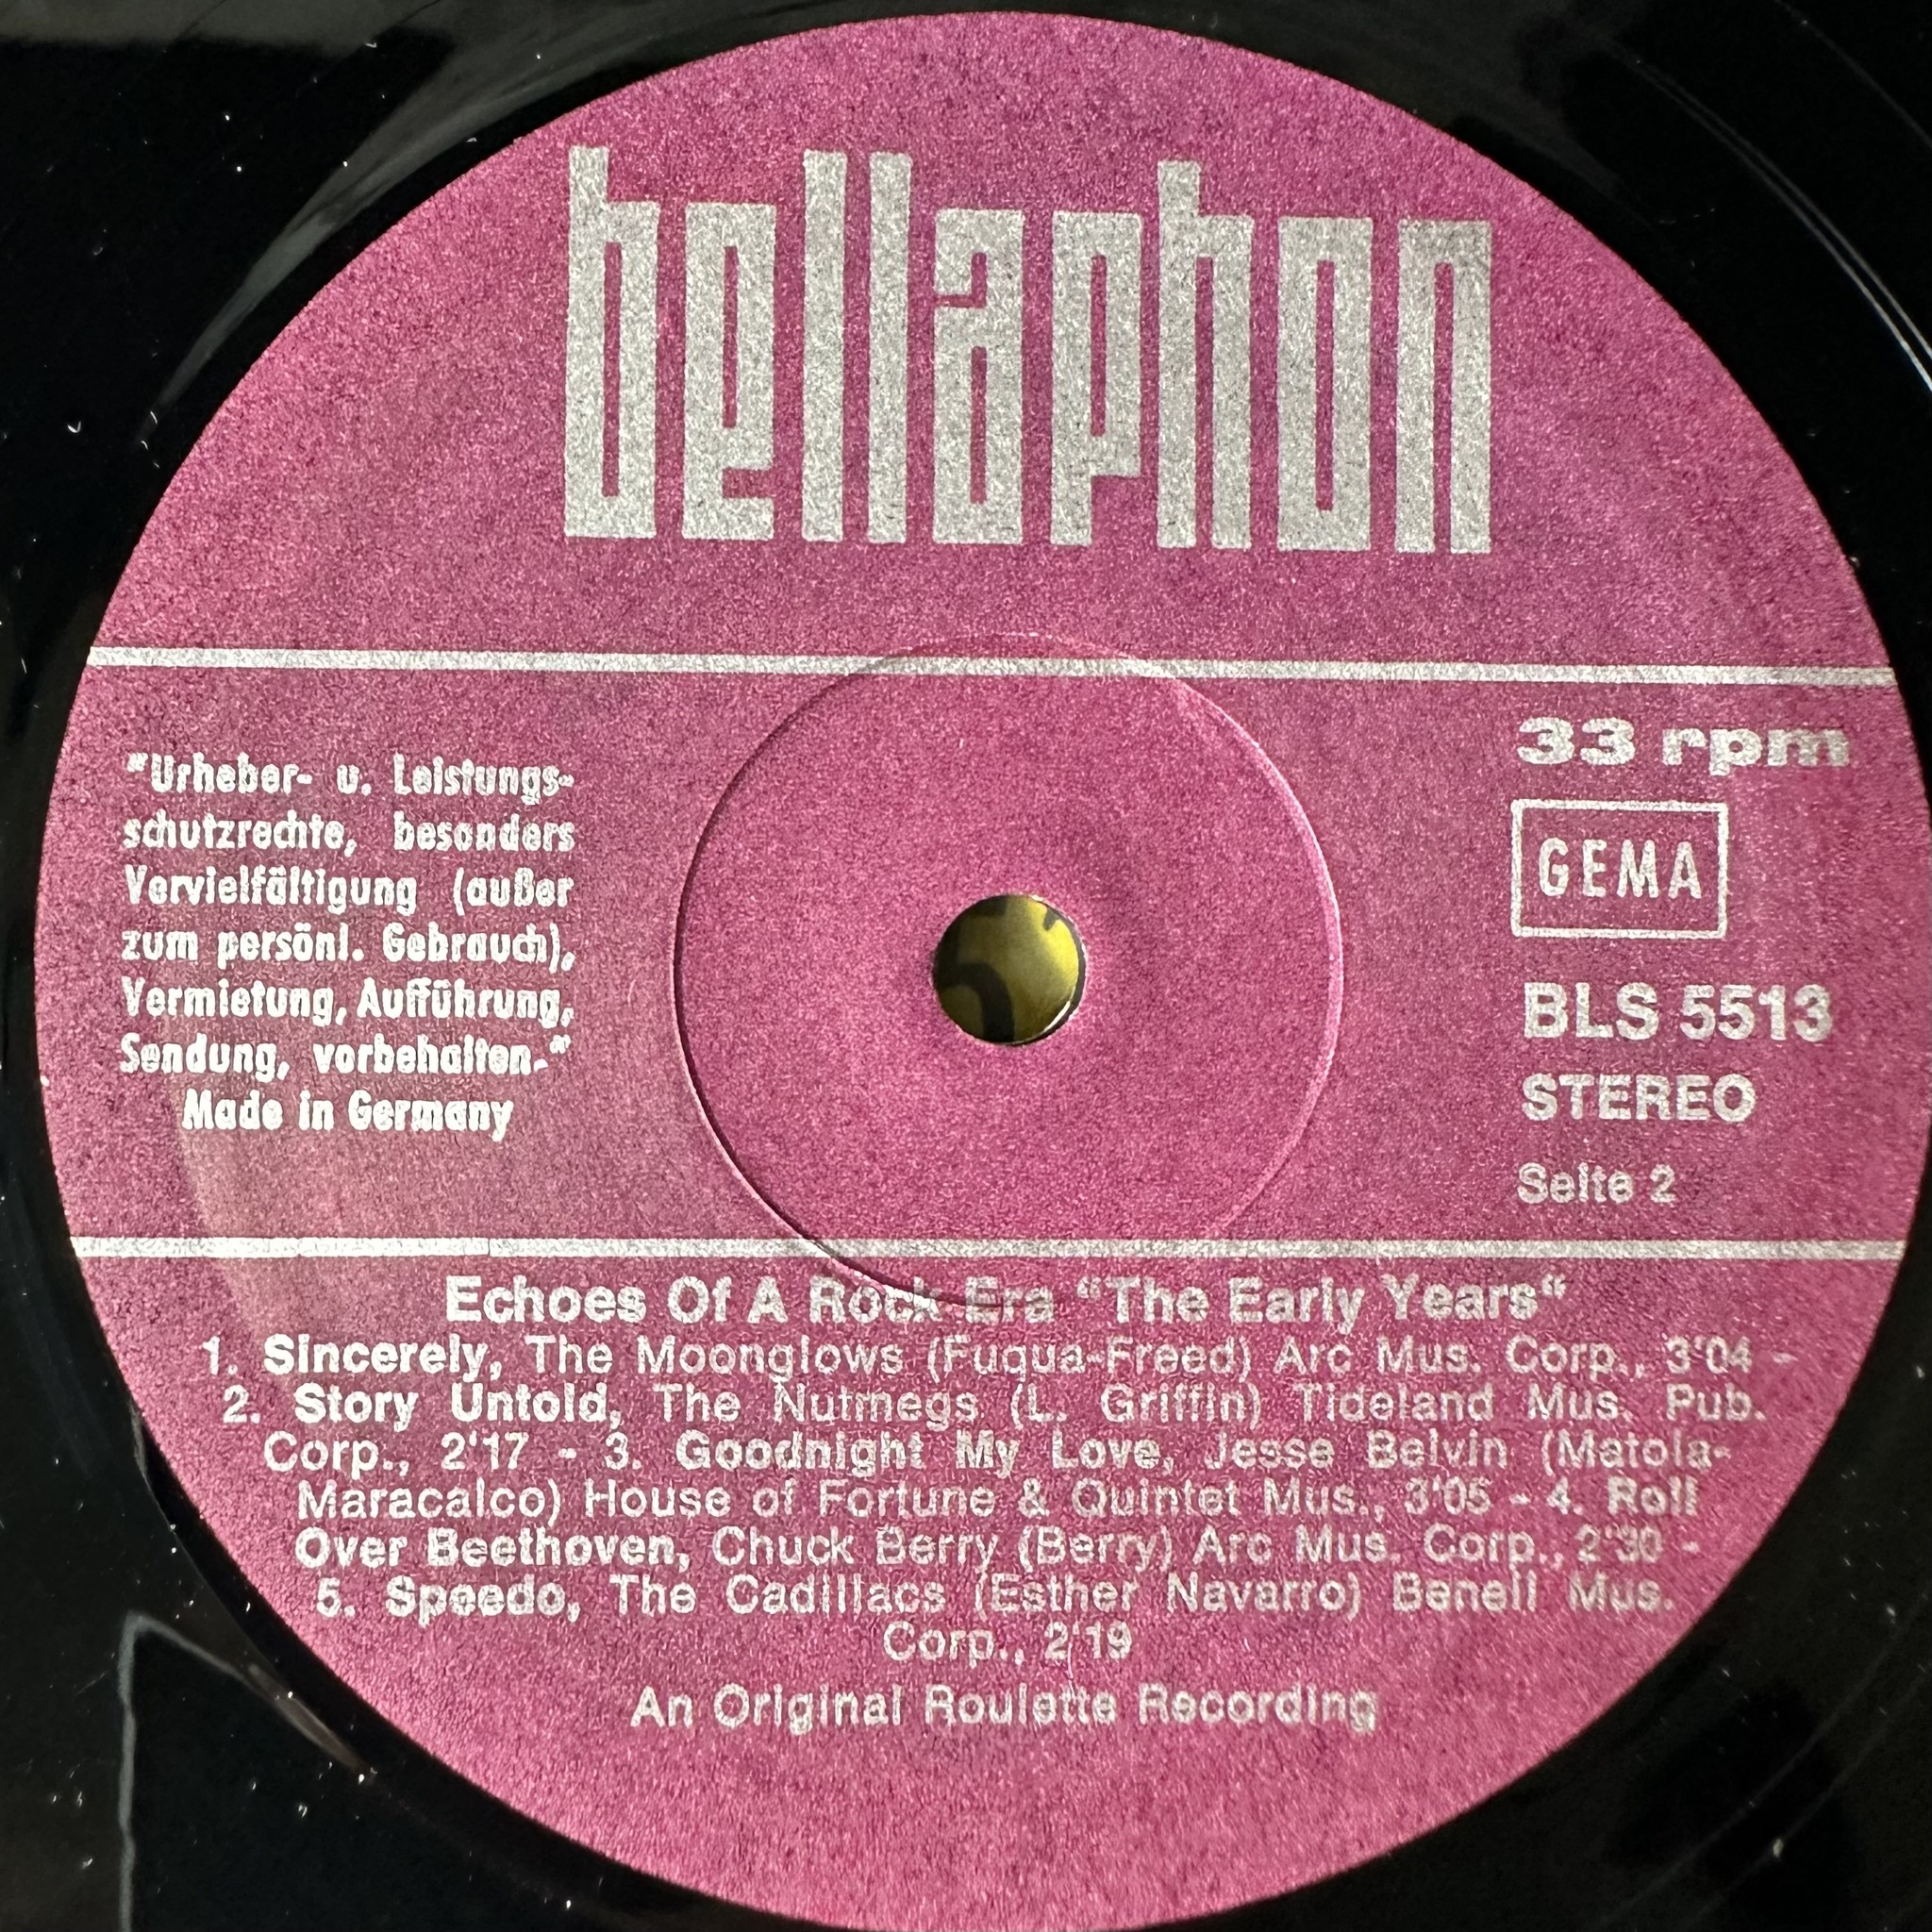 bellaphon
"Urheber- u. Leistungs-
schutzrechte, besonders
Vervielfältigung (außer
zum persönl. Gebrauch),
Vermietung, Aufführung,
Sendung, vorbehalten."
Made in Germany
33 rpm
GEMA
BLS 5513
STEREO
Seite 2
Echoes Of A Rock Era “The Early Years“
1. Sincerely, The Moonglows (Fuqua-Freed) Arc Mus. Corp., 3'04 -
2. Story Untold, The Nutmegs (L. Griffin) Tideland Mus. Pub.
Corp., 2'17 - 3. Goodnight My Love, Jesse Belvin (Matola-
Maracalco) House of Fortune & Quintet Mus., 3'05 - 4. Roll
Over Beethoven, Chuck Berry (Berry) Arc Mus. Corp., 2'30 -
5. Speedo, The Cadillacs (Esther Navarro) Benell Mus.
Corp., 2'19
An Original Roulette Recording